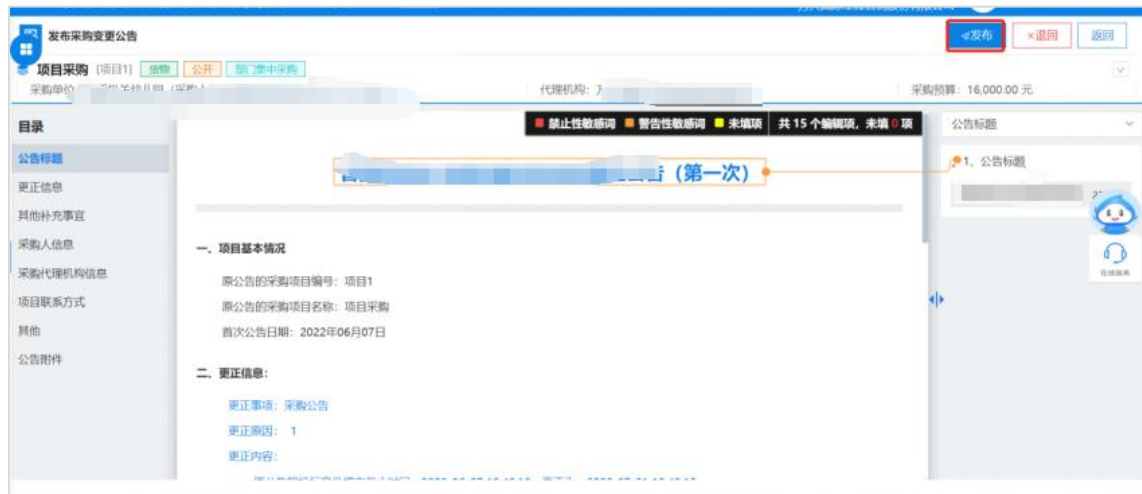 发布采购变更公告
发布
×退回
返回
项目采购 [项目1] 货物 公开 部门集中采购
采购单位
代理机构:
采购预算: 16,000.00 元
目录
公告标题
更正信息
其他补充事宜
采购人信息
采购代理机构信息
项目联系方式
其他
公告附件
禁止性敏感词 警告性敏感词 未填项 共 15 个编辑项, 未填 0 项
公告 (第一次)
一、项目基本情况
原公告的采购项目编号: 项目1
原公告的采购项目名称: 项目采购
首次公告日期: 2022年06月07日
二、更正信息:
更正事项: 采购公告
更正原因: 1
更正内容:
公告标题
1、公告标题